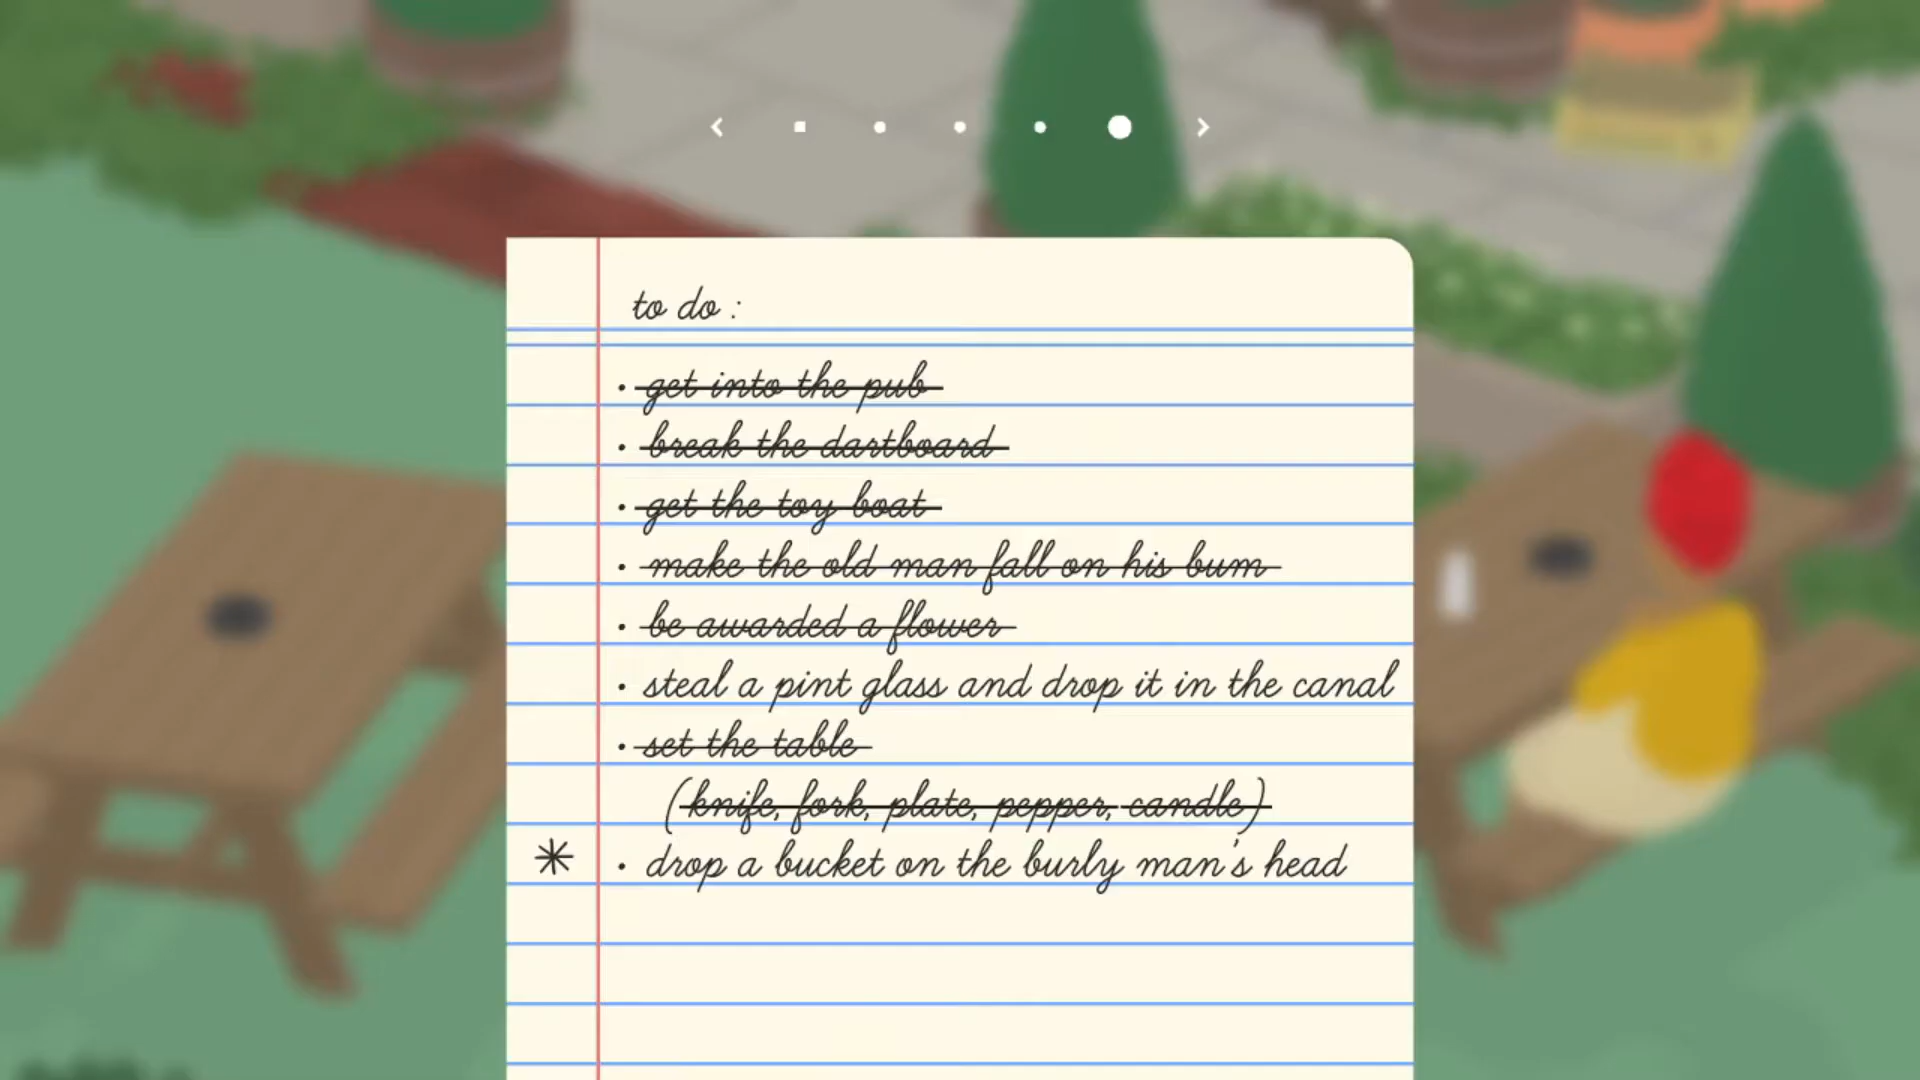 to do :
• get into the pub
• break the dartboard
• get the toy boat
• make the old man fall on his bum
• be awarded a flower
• steal a pint glass and drop it in the canal
• set the table
(knife, fork, plate, pepper, candle)
* • drop a bucket on the burly man's head